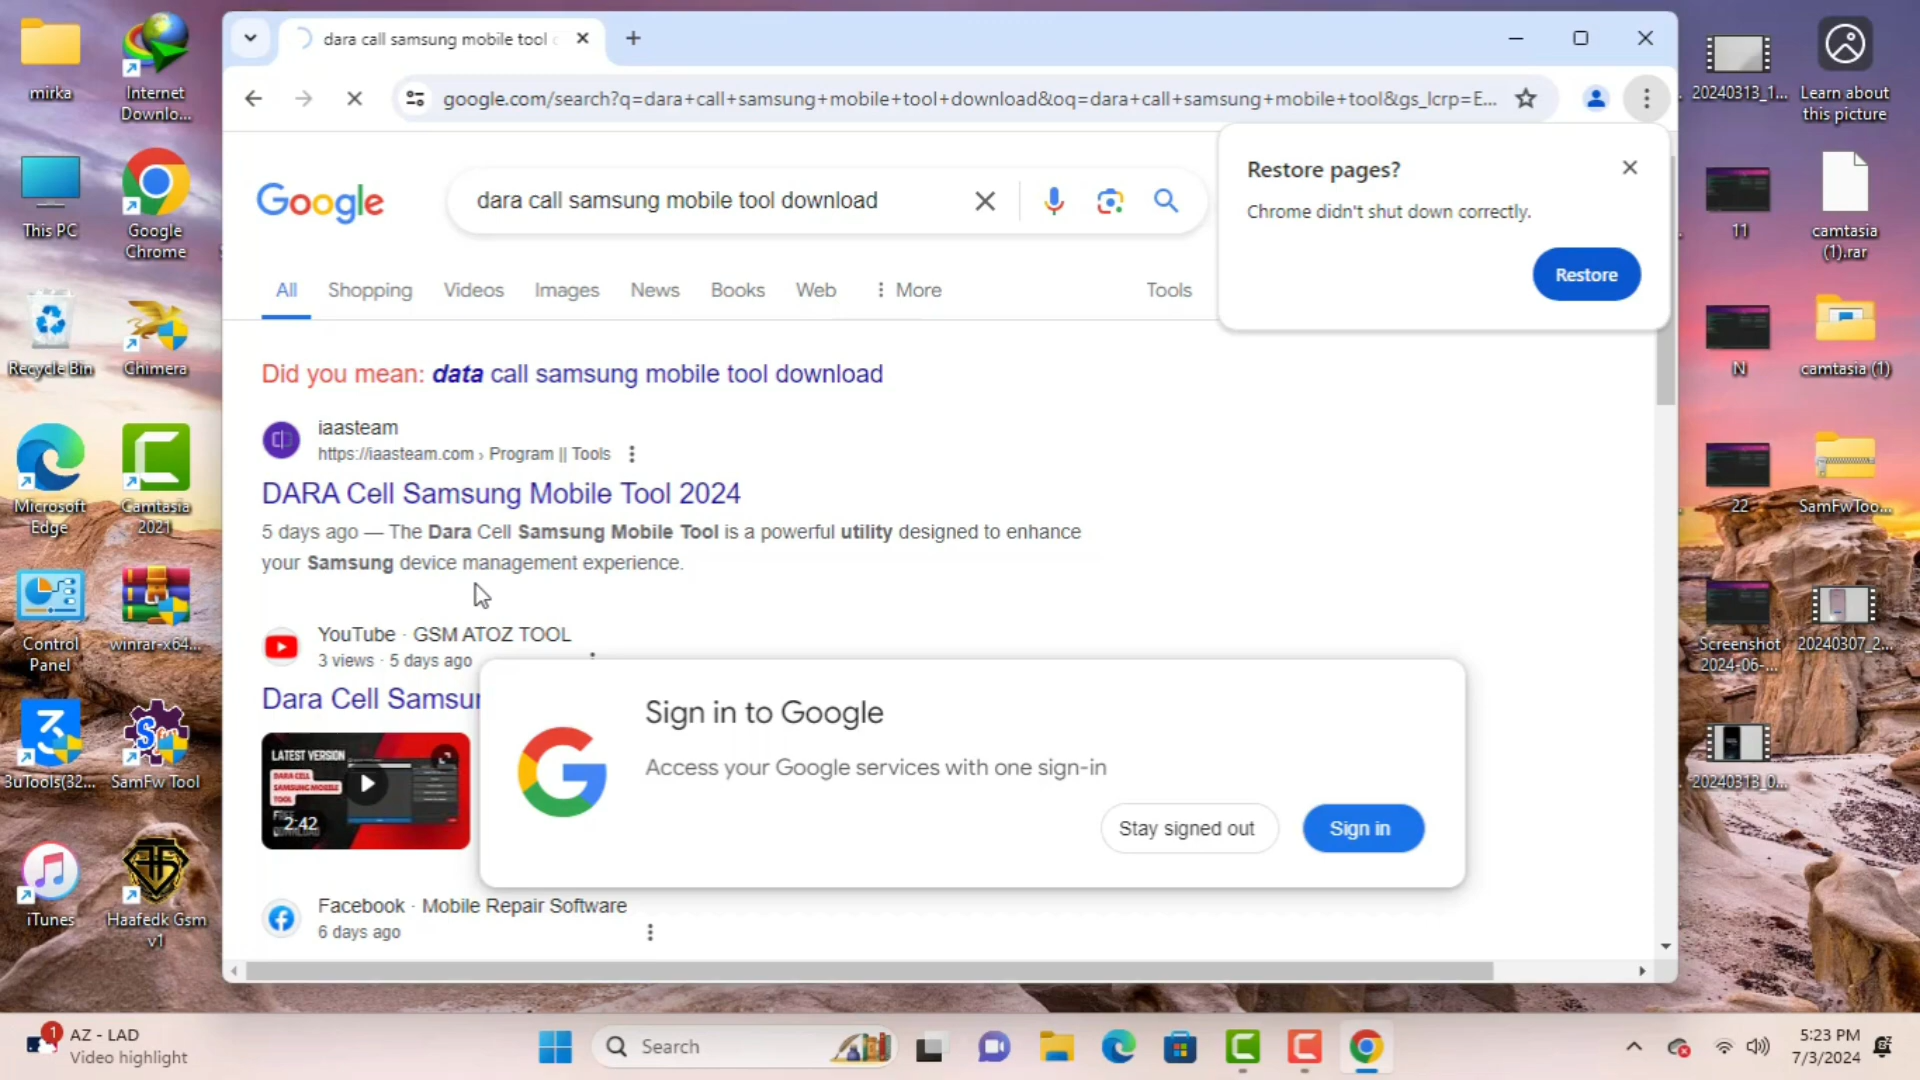 mirka
Internet
Downlo...
This PC
Google
Chrome
Recycle Bin
Chimera
Microsoft
Edge
Camtasia
2021
Control
Panel
winrar-x64...
3uTools(32...
SamFw Tool
iTunes
Haafedk Gsm
v1
dara call samsung mobile tool
google.com/search?q=dara+call+samsung+mobile+tool+download&oq=dara+call+samsung+mobile+tool&gs_lcrp=E...
Google
dara call samsung mobile tool download
Restore pages?
Chrome didn't shut down correctly.
Restore
All
Shopping
Videos
Images
News
Books
Web
More
Tools
Did you mean: data call samsung mobile tool download
iaasteam
https://iaasteam.com › Program || Tools
DARA Cell Samsung Mobile Tool 2024
5 days ago — The Dara Cell Samsung Mobile Tool is a powerful utility designed to enhance
your Samsung device management experience.
YouTube · GSM ATOZ TOOL
3 views · 5 days ago
Dara Cell Samsu
LATEST VERSION
DARA CELL
SAMSUNG MOBILE
TOOL
2:42
Sign in to Google
Access your Google services with one sign-in
Stay signed out
Sign in
Facebook · Mobile Repair Software
6 days ago
20240313_1...
Learn about
this picture
11
camtasia
(1).rar
N
camtasia (1)
22
SamFwToo...
Screenshot
2024-06-...
20240307_2...
20240313_0...
1
AZ - LAD
Video highlight
Search
5:23 PM
7/3/2024